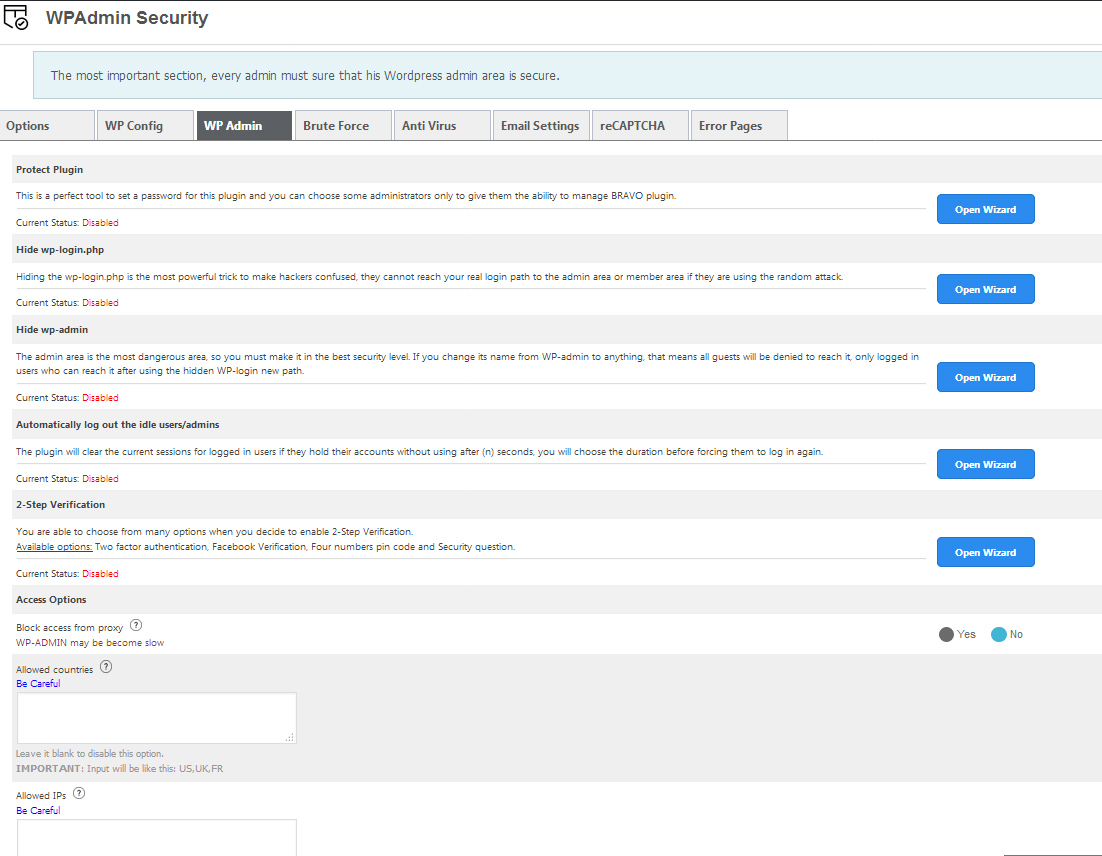 WPAdmin Security
The most important section, every admin must sure that his Wordpress admin area is secure.
Options WP Config WP Admin Brute Force Anti Virus Email Settings reCAPTCHA Error Pages
Protect Plugin
This is a perfect tool to set a password for this plugin and you can choose some administrators only to give them the ability to manage BRAVO plugin.
Open Wizard
Current Status: Disabled
Hide wp-login.php
Hiding the wp-login.php is the most powerful trick to make hackers confused, they cannot reach your real login path to the admin area or member area if they are using the random attack.
Open Wizard
Current Status: Disabled
Hide wp-admin
The admin area is the most dangerous area, so you must make it in the best security level. If you change its name from WP-admin to anything, that means all guests will be denied to reach it, only logged in
users who can reach it after using the hidden WP-login new path.
Open Wizard
Current Status: Disabled
Automatically log out the idle users/admins
The plugin will clear the current sessions for logged in users if they hold their accounts without using after (n) seconds, you will choose the duration before forcing them to log in again.
Open Wizard
Current Status: Disabled
2-Step Verification
You are able to choose from many options when you decide to enable 2-Step Verification.
Available options: Two factor authentication, Facebook Verification, Four numbers pin code and Security question.
Open Wizard
Current Status: Disabled
Access Options
Block access from proxy ?
WP-ADMIN may be become slow
Yes No
Allowed countries ?
Be Careful
Leave it blank to disable this option.
IMPORTANT: Input will be like this: US,UK,FR
Allowed IPs ?
Be Careful